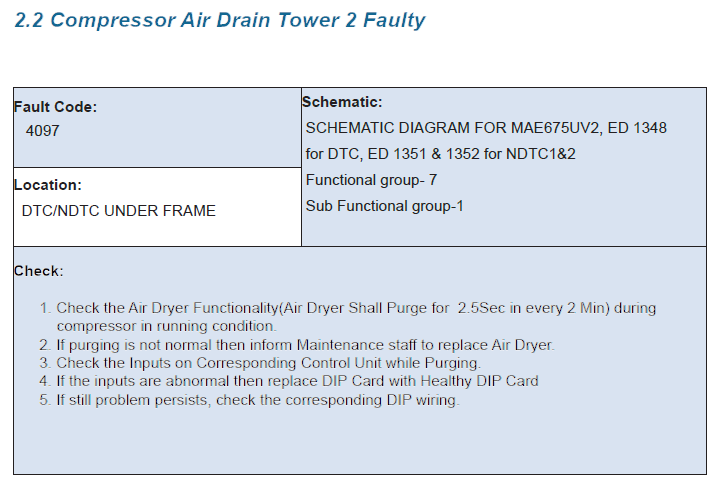 2.2 Compressor Air Drain Tower 2 Faulty
Fault Code:
4097
Location:
DTC/NDTC UNDER FRAME
Schematic:
SCHEMATIC DIAGRAM FOR MAE675UV2, ED 1348
for DTC, ED 1351 & 1352 for NDTC1&2
Functional group- 7
Sub Functional group-1
Check:
1. Check the Air Dryer Functionality(Air Dryer Shall Purge for 2.5Sec in every 2 Min) during
compressor in running condition.
2. If purging is not normal then inform Maintenance staff to replace Air Dryer.
3. Check the Inputs on Corresponding Control Unit while Purging.
4. If the inputs are abnormal then replace DIP Card with Healthy DIP Card
5. If still problem persists, check the corresponding DIP wiring.